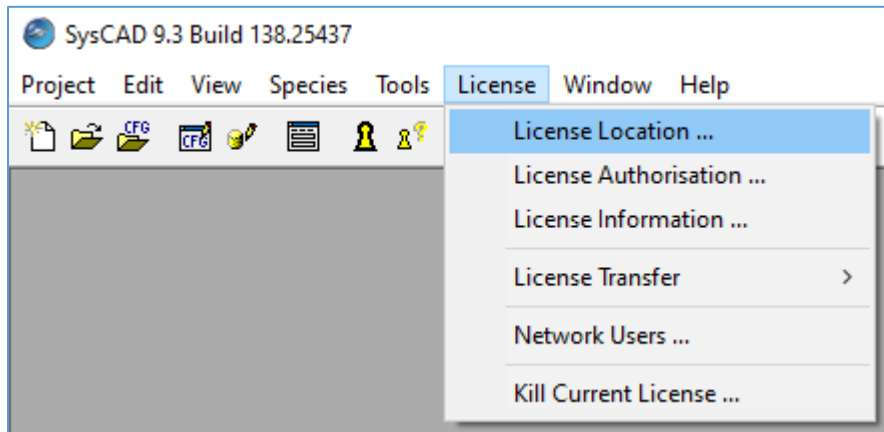 SysCAD 9.3 Build 138.25437
Project Edit View Species Tools License Window Help
CFG CFG
License Location ...
License Authorisation ...
License Information ...
License Transfer >
Network Users ...
Kill Current License ...